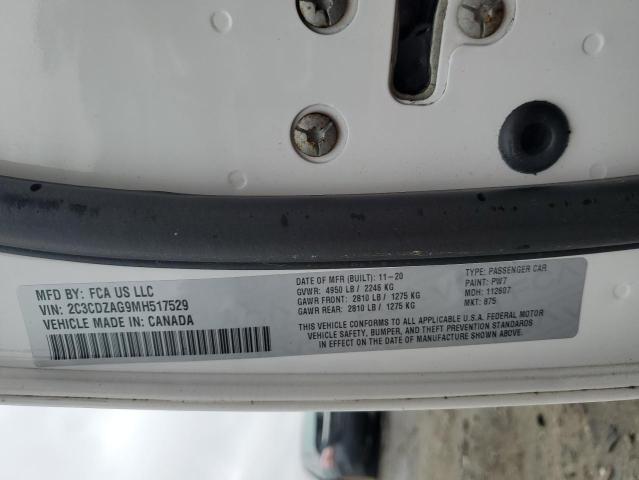 MFD BY: FCA US LLC
VIN: 2C3CDZAG9MH517529
VEHICLE MADE IN: CANADA
DATE OF MFR (BUILT): 11-20
GVWR: 4950 LB / 2245 KG
GAWR FRONT: 2810 LB / 1275 KG
GAWR REAR: 2810 LB / 1275 KG
TYPE: PASSENGER CAR
PAINT: PW7
MDH: 112607
MKT: 875
THIS VEHICLE CONFORMS TO ALL APPLICABLE U.S.A. FEDERAL MOTOR
VEHICLE SAFETY, BUMPER, AND THEFT PREVENTION STANDARDS
IN EFFECT ON THE DATE OF MANUFACTURE SHOWN ABOVE.